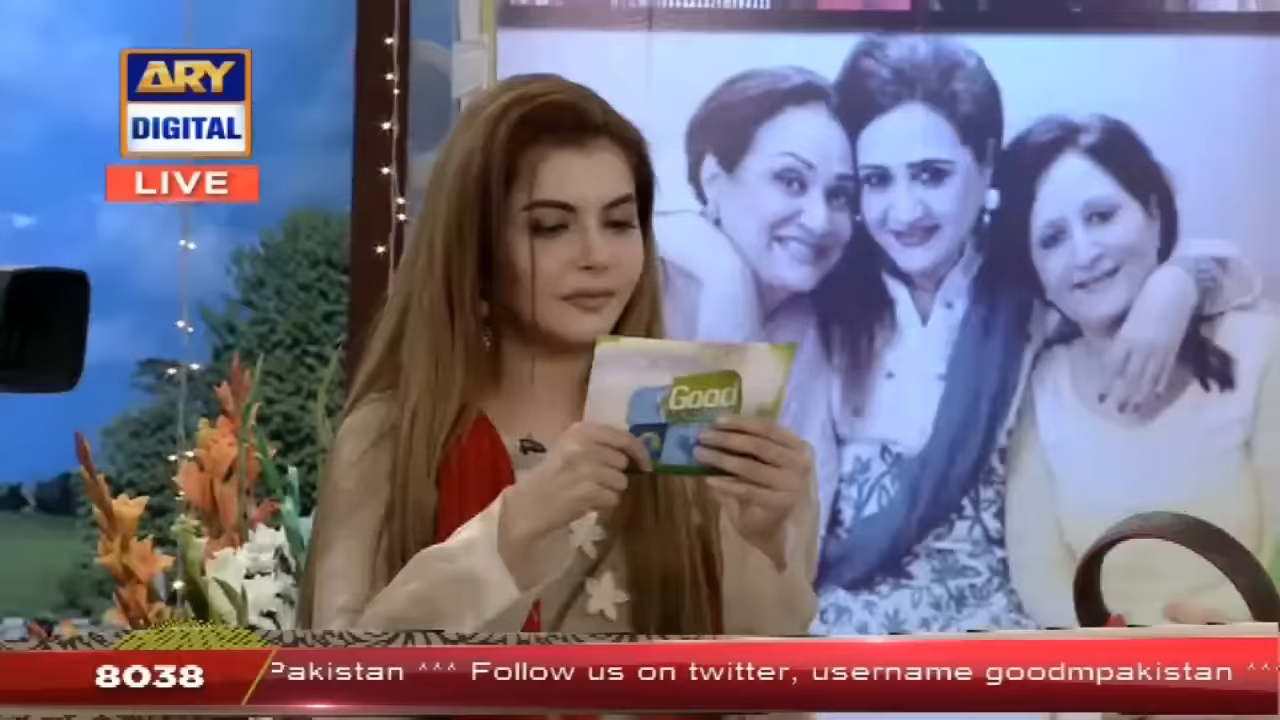 ARY
DIGITAL
LIVE
Good
8038
Pakistan ^^^ Follow us on twitter, username goodmpakistan ^^